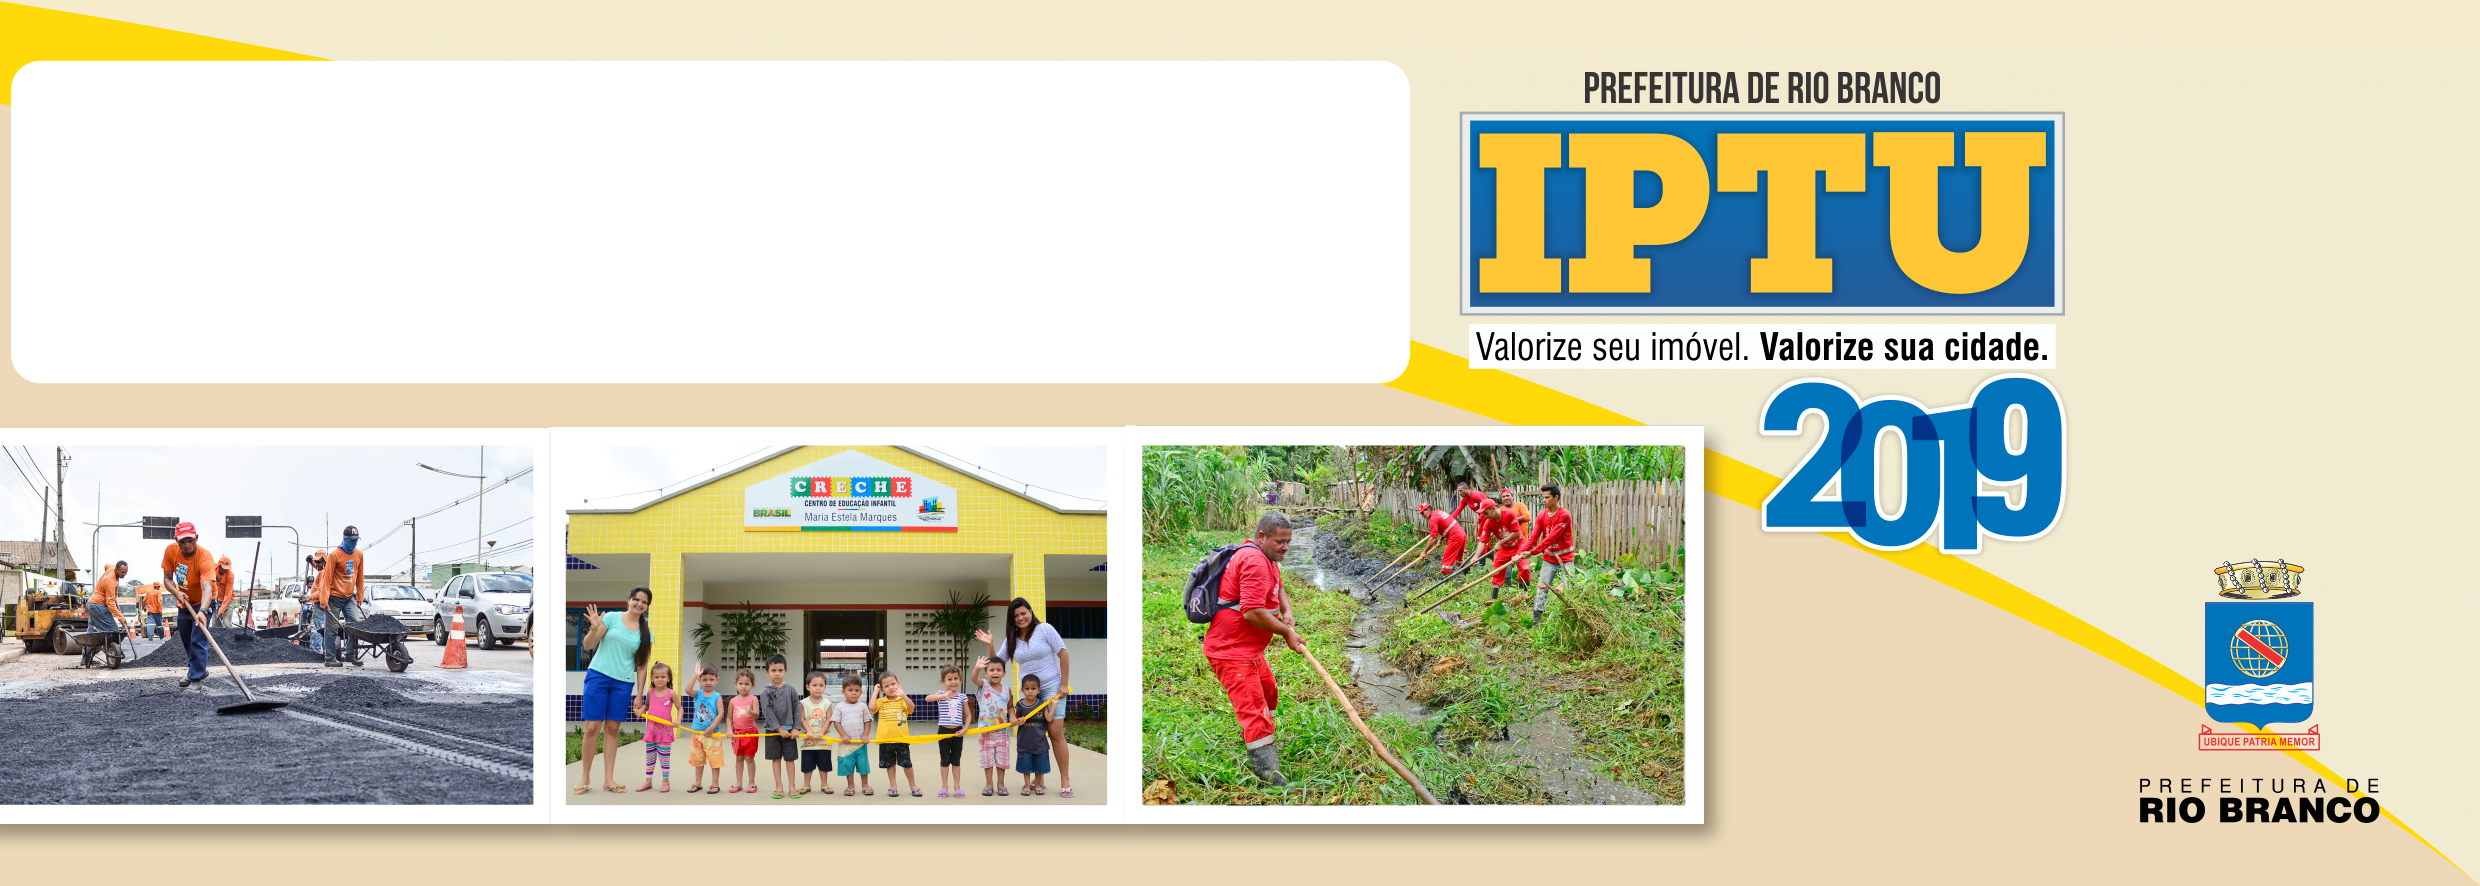 PREFEITURA DE RIO BRANCO
IPTU
Valorize seu imóvel. Valorize sua cidade.
2019
CRECHE
CENTRO DE EDUCAÇÃO INFANTIL
BRASIL
Maria Estela Marques
R
UBIQUE PATRIA MEMOR
PREFEITURA DE
RIO BRANCO